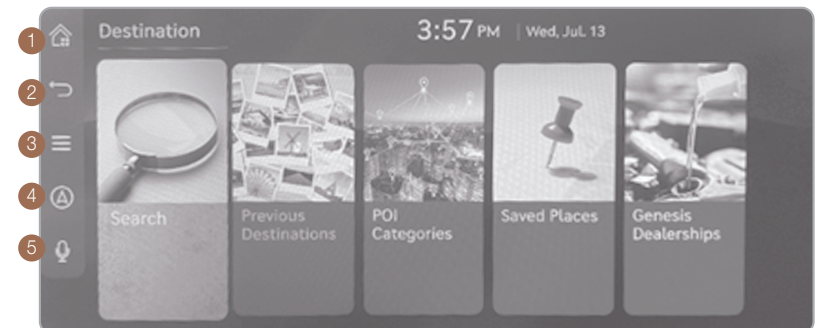 Destination
3:57 PM
Wed, Jul. 13
1
2
3
4
5
Search
Previous
Destinations
POI
Categories
Saved Places
Genesis
Dealerships